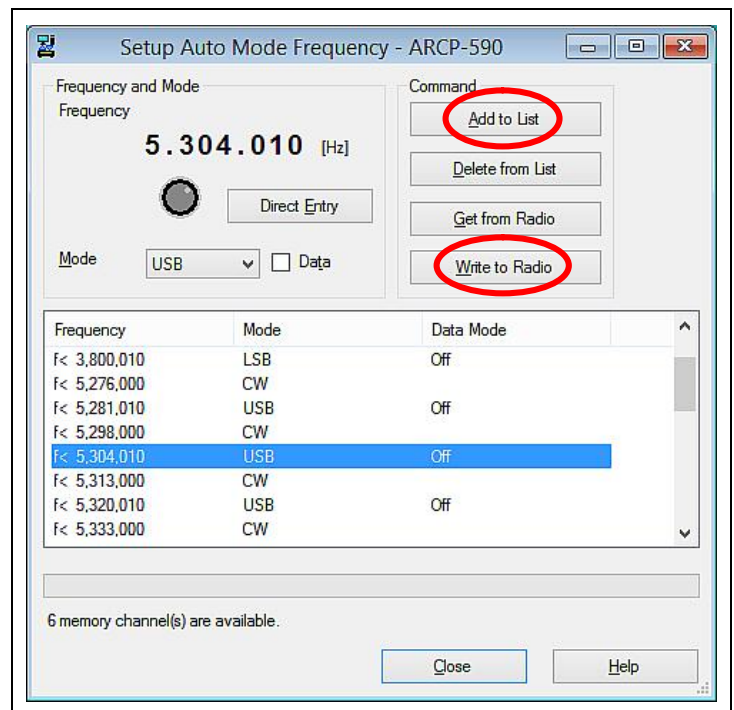 Setup Auto Mode Frequency - ARCP-590
Frequency and Mode
Frequency
5.304.010 [Hz]
Direct Entry
Mode USB Data
Command
Add to List
Delete from List
Get from Radio
Write to Radio
Frequency Mode Data Mode
f< 3,800,010 LSB Off
f< 5,276,000 CW
f< 5,281,010 USB Off
f< 5,298,000 CW
f< 5,304,010 USB Off
f< 5,313,000 CW
f< 5,320,010 USB Off
f< 5,333,000 CW
6 memory channel(s) are available.
Close Help